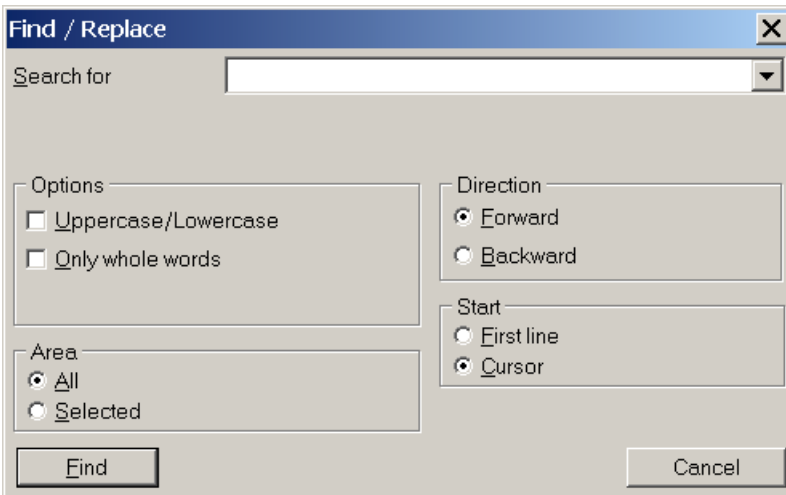 Find / Replace
Search for
Options
Uppercase/Lowercase
Only whole words
Direction
Forward
Backward
Start
First line
Cursor
Area
All
Selected
Find
Cancel